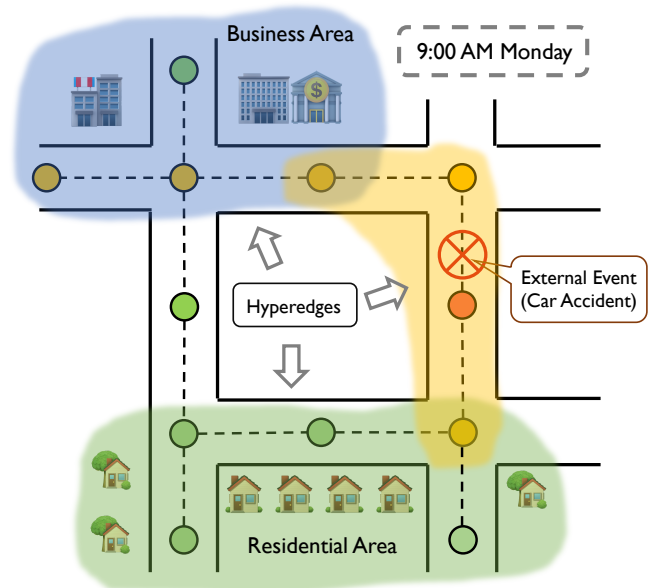 Business Area
9:00 AM Monday
$
External Event
(Car Accident)
Hyperedges
Residential Area